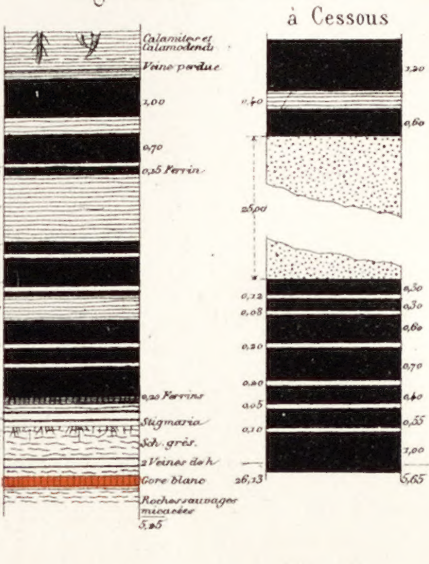 Calamites et
Calamodend.
Veine perdue
1,00
0,70
0,25 Ferrin
0,20 Ferrins
Stigmaria
Sch. grés.
2 Veines de h
Gore blanc
Roches sauvages
micacées
5,25
à Cessous
1,20
0,40
0,60
25,00
0,30
0,12
0,30
0,08
0,60
0,20
0,70
0,20
0,40
0,05
0,55
0,10
1,00
26,13
5,65